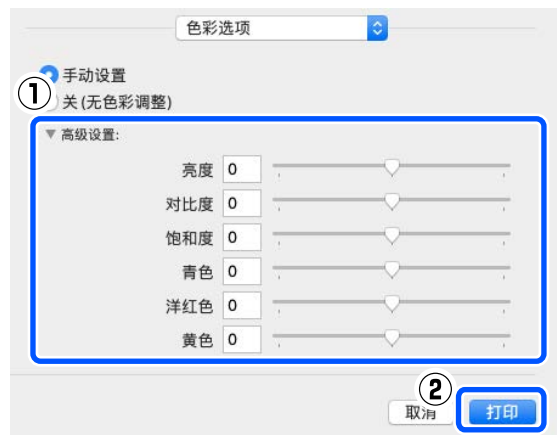 色彩选项
手动设置
①
关(无色彩调整)
高级设置:
亮度 0
对比度 0
饱和度 0
青色 0
洋红色 0
黄色 0
②
取消 打印